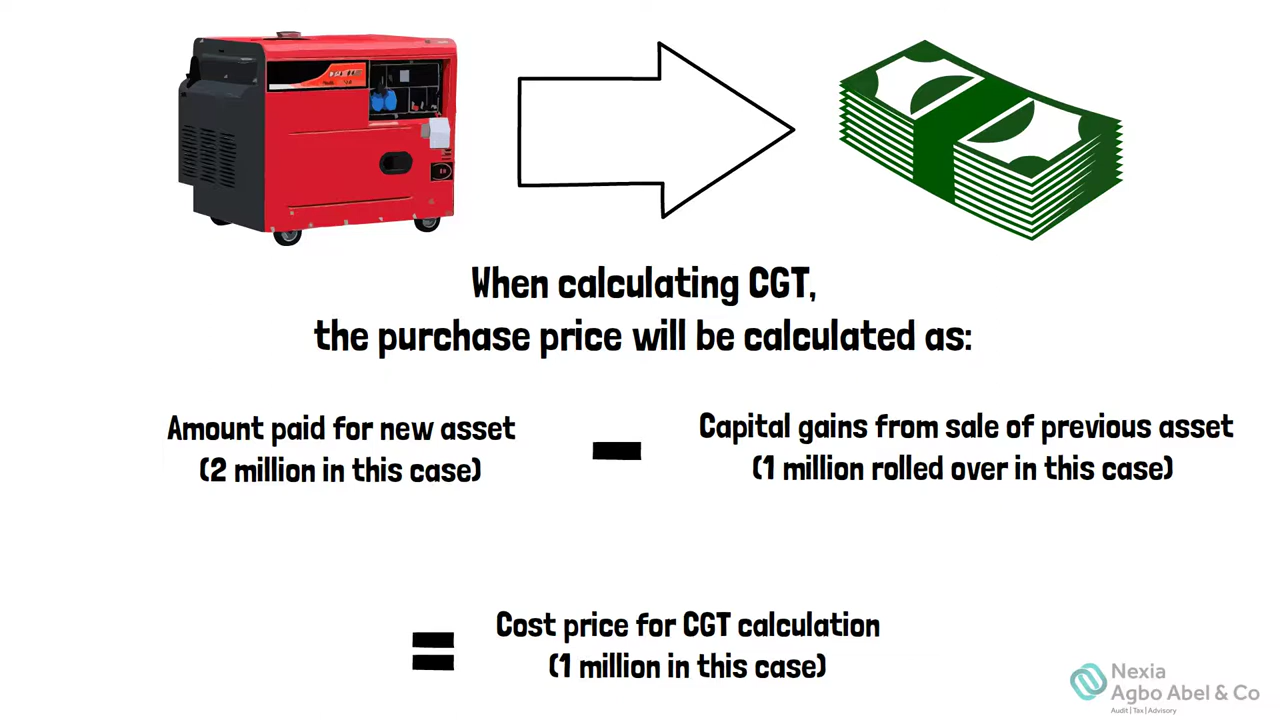 When calculating CGT,
the purchase price will be calculated as:
Amount paid for new asset
(2 million in this case)
-
Capital gains from sale of previous asset
(1 million rolled over in this case)
=
Cost price for CGT calculation
(1 million in this case)
Nexia
Agbo Abel & Co
Audit | Tax | Advisory